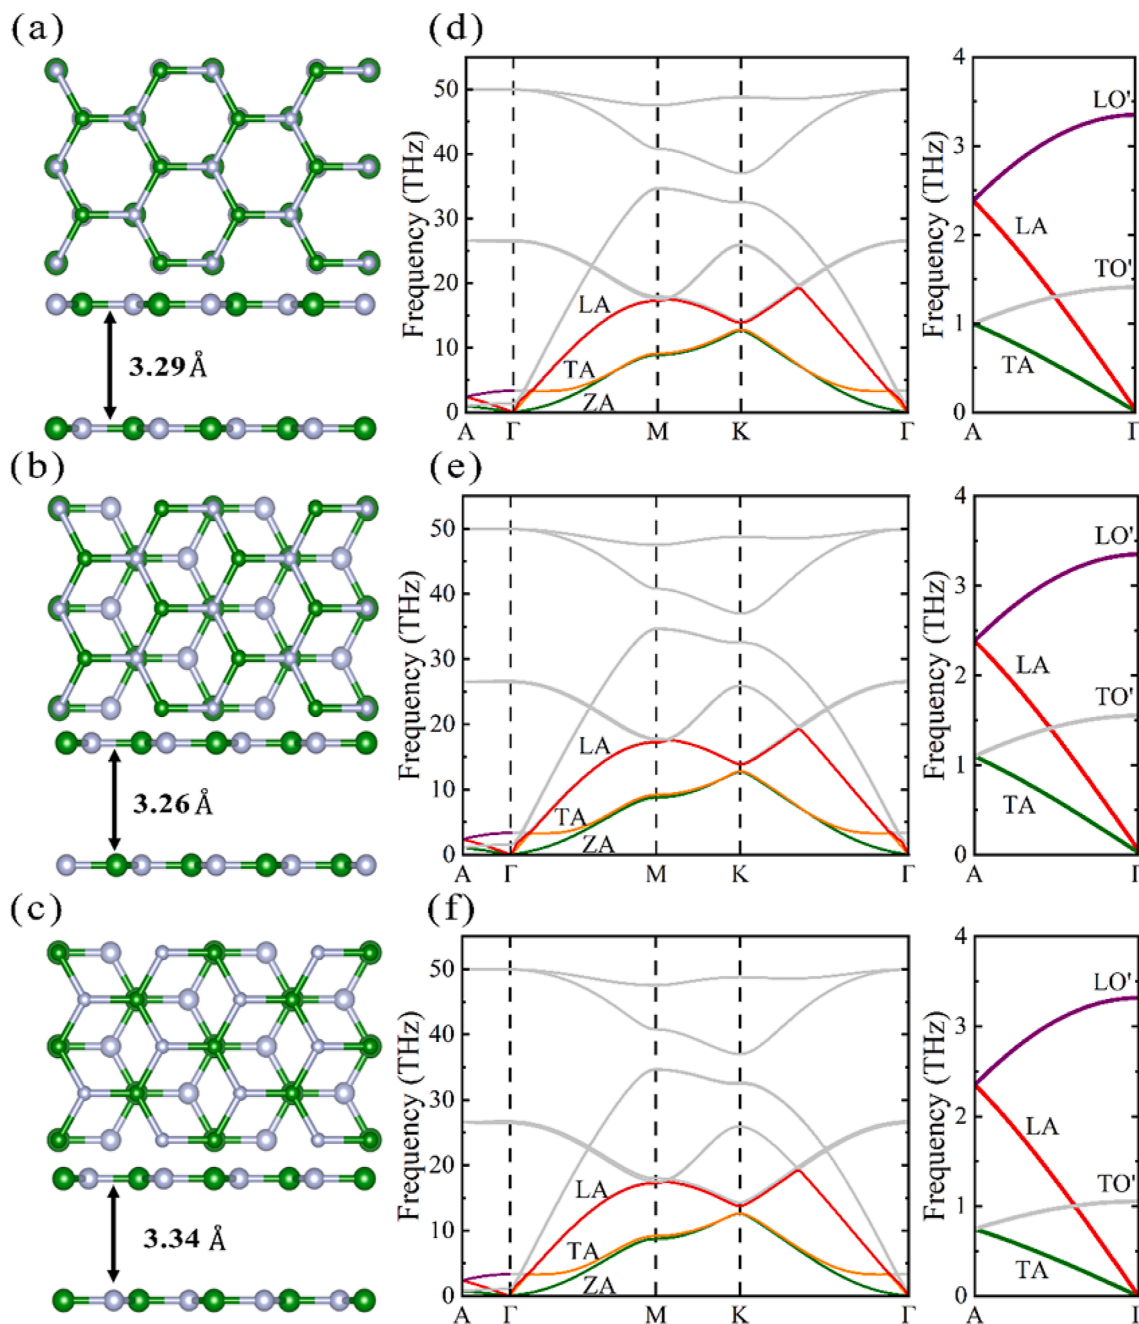 (a)
3.29 Å
(d)
Frequency (THz)
50
40
30
20
10
0
LA
TA
ZA
A Γ M K Γ
Frequency (THz)
4
3
2
1
0
LO'
LA
TO'
TA
A Γ
(b)
3.26 Å
(e)
Frequency (THz)
50
40
30
20
10
0
LA
TA
ZA
A Γ M K Γ
Frequency (THz)
4
3
2
1
0
LO'
LA
TO'
TA
A Γ
(c)
3.34 Å
(f)
Frequency (THz)
50
40
30
20
10
0
LA
TA
ZA
A Γ M K Γ
Frequency (THz)
4
3
2
1
0
LO'
LA
TO'
TA
A Γ